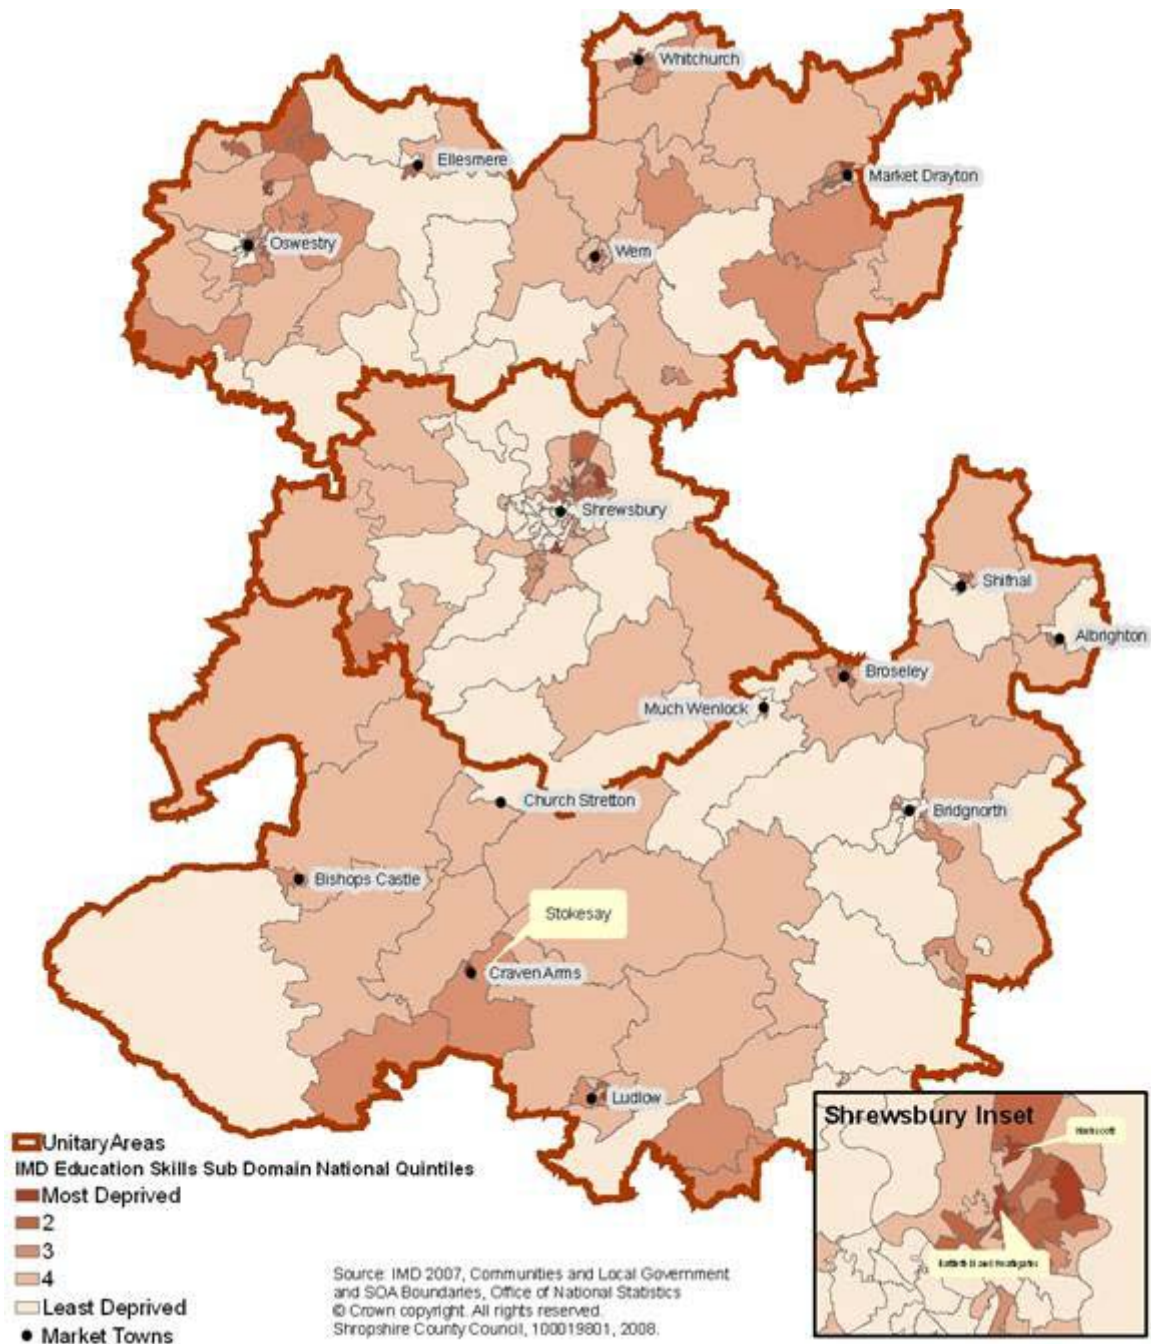 Whitchurch
Ellesmere
Market Drayton
Oswestry
Wem
Shrewsbury
Shifnal
Albrighton
Broseley
Much Wenlock
Church Stretton
Bridgnorth
Bishops Castle
Stokesay
Craven Arms
Ludlow
Shrewsbury Inset
Unitary Areas
IMD Education Skills Sub Domain National Quintiles
Most Deprived
2
3
4
Least Deprived
Market Towns
Source: IMD 2007, Communities and Local Government
and SOA Boundaries, Office of National Statistics
© Crown copyright. All rights reserved.
Shropshire County Council, 100019801, 2008.